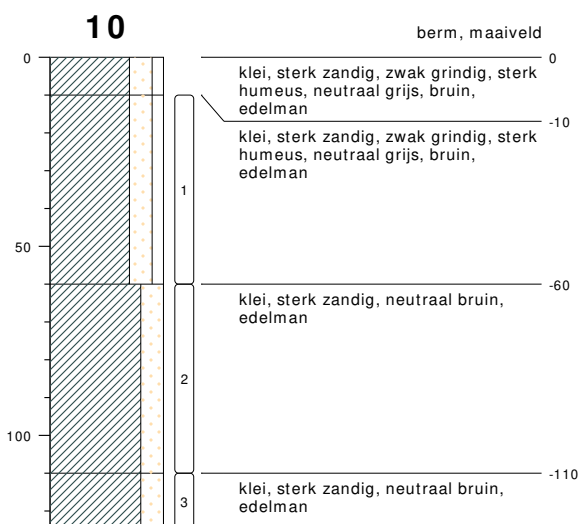 10
berm, maaiveld
0
0
klei, sterk zandig, zwak grindig, sterk
humeus, neutraal grijs, bruin,
edelman
-10
klei, sterk zandig, zwak grindig, sterk
humeus, neutraal grijs, bruin,
edelman
1
50
-60
klei, sterk zandig, neutraal bruin,
edelman
2
100
-110
klei, sterk zandig, neutraal bruin,
edelman
3